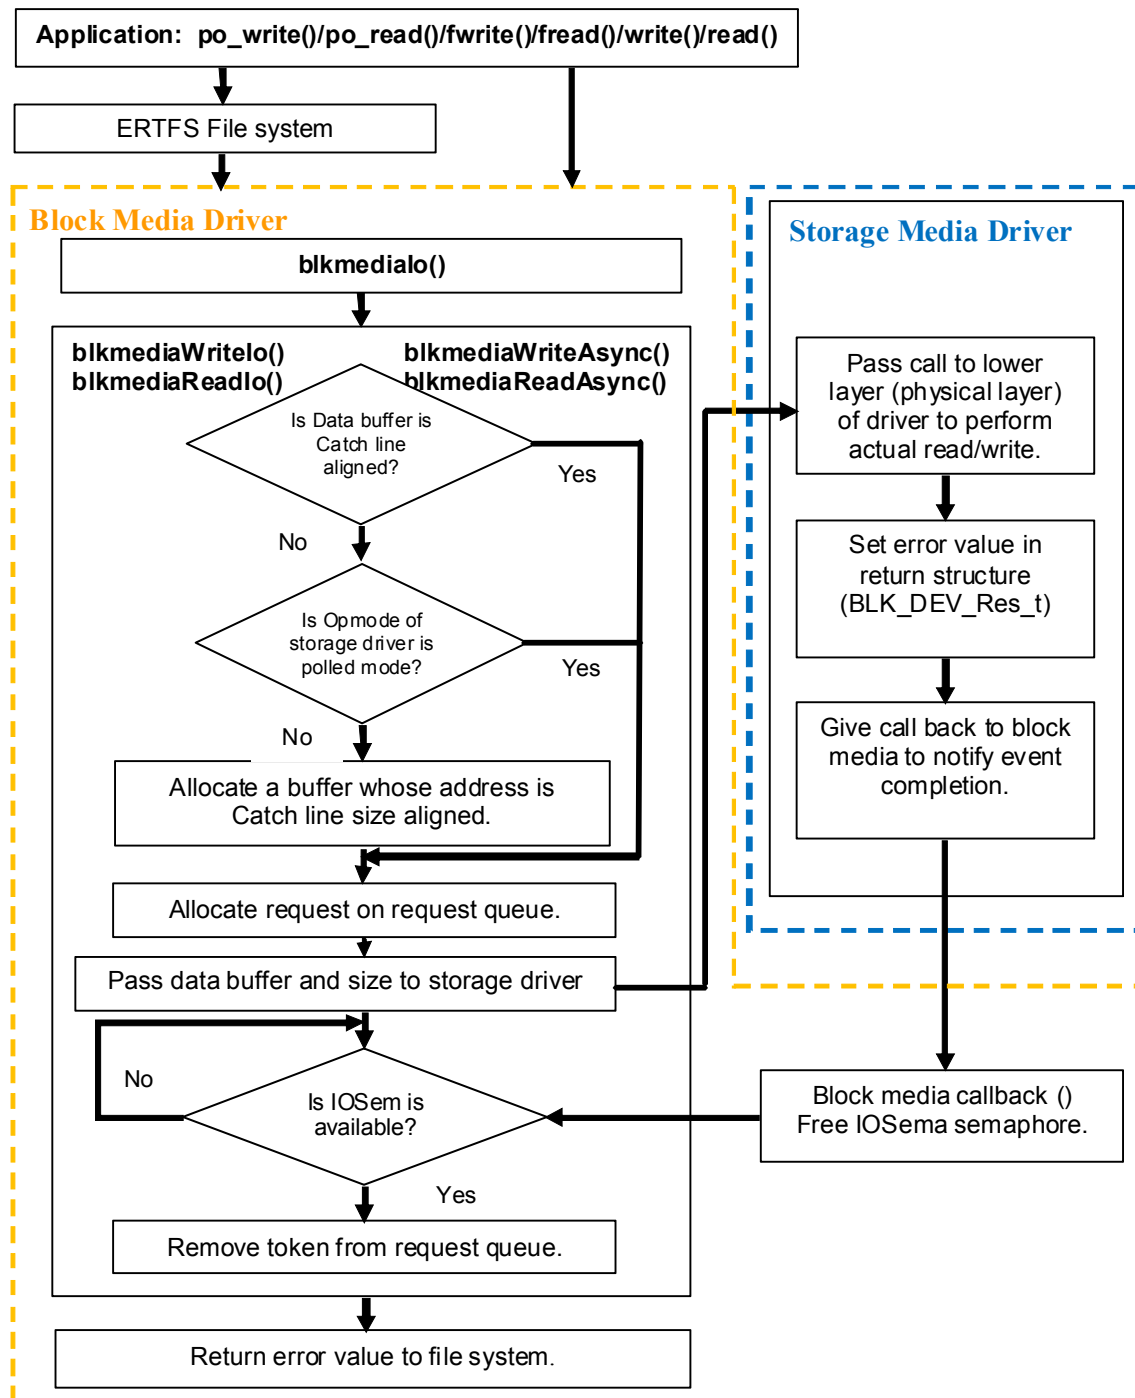 Application:  po_write()/po_read()/fwrite()/fread()/write()/read()
ERTFS File system
Block Media Driver
blkmediaIo()
blkmediaWriteIo()
blkmediaReadIo()
blkmediaWriteAsync()
blkmediaReadAsync()
Is Data buffer is
Catch line
aligned?
Yes
No
Is Opmode of
storage driver is
polled mode?
Yes
No
Allocate a buffer whose address is
Catch line size aligned.
Allocate request on request queue.
Pass data buffer and size to storage driver
No
Is IOSem is
available?
Yes
Remove token from request queue.
Return error value to file system.
Storage Media Driver
Pass call to lower
layer (physical layer)
of driver to perform
actual read/write.
Set error value in
return structure
(BLK_DEV_Res_t)
Give call back to block
media to notify event
completion.
Block media callback ()
Free IOSema semaphore.